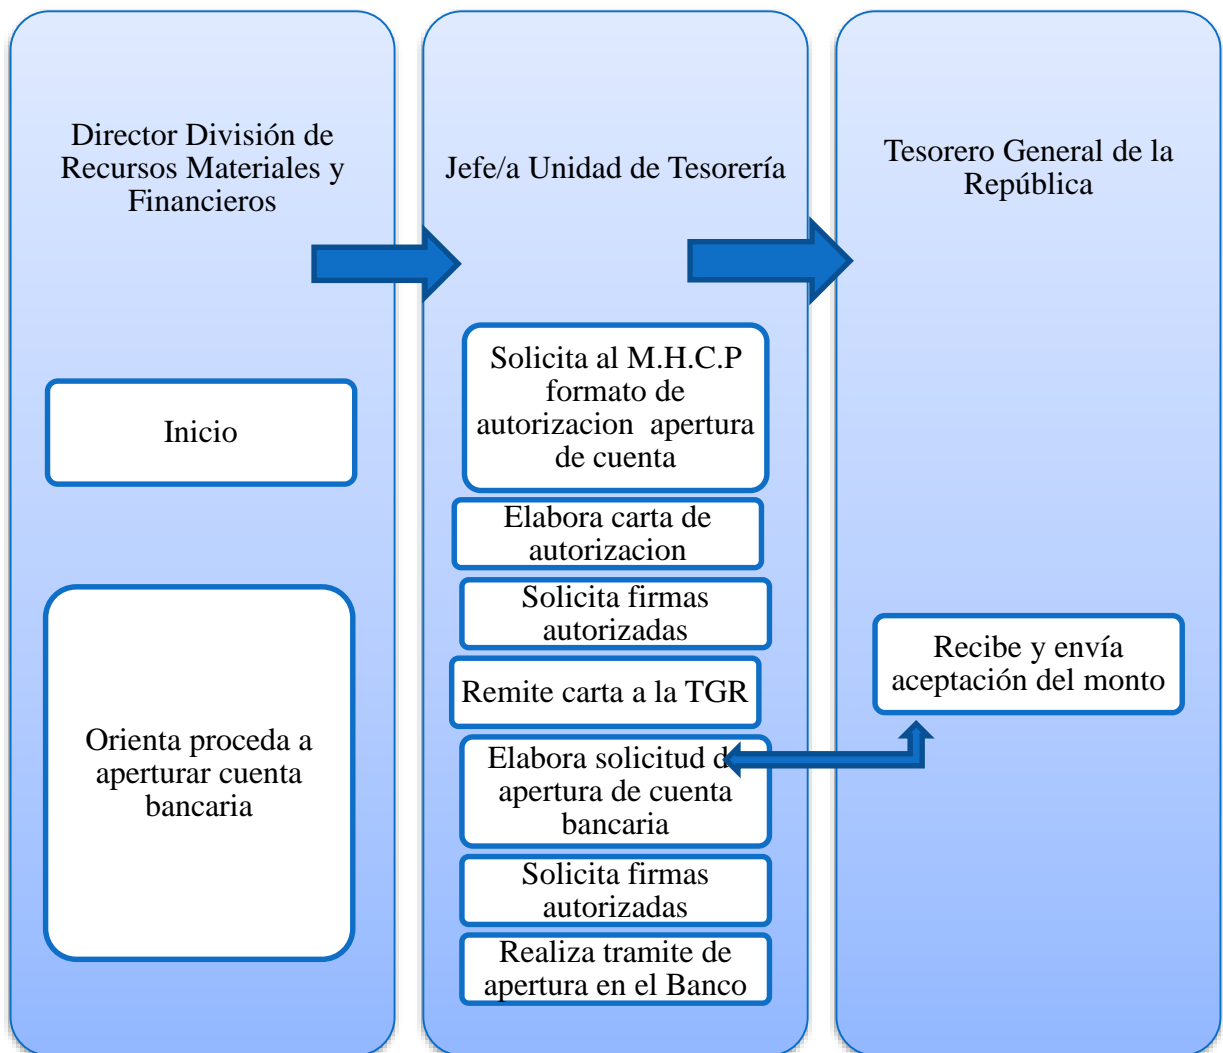 Director División de
Recursos Materiales y
Financieros
Inicio
Orienta proceda a
aperturar cuenta
bancaria
Jefe/a Unidad de Tesorería
Solicita al M.H.C.P
formato de
autorizacion apertura
de cuenta
Elabora carta de
autorizacion
Solicita firmas
autorizadas
Remite carta a la TGR
Elabora solicitud d
apertura de cuenta
bancaria
Solicita firmas
autorizadas
Realiza tramite de
apertura en el Banco
Tesorero General de la
República
Recibe y envía
aceptación del monto